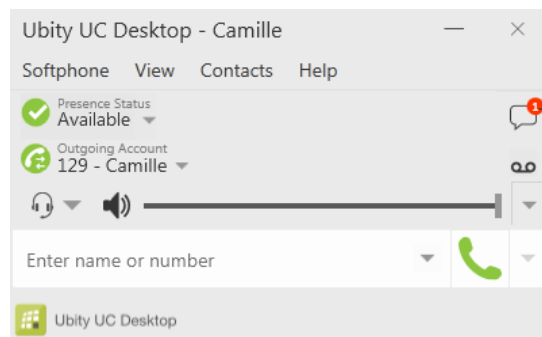 Ubity UC Desktop - Camille
Softphone View Contacts Help
Presence Status
Available
1
Outgoing Account
129 - Camille
Enter name or number
Ubity UC Desktop